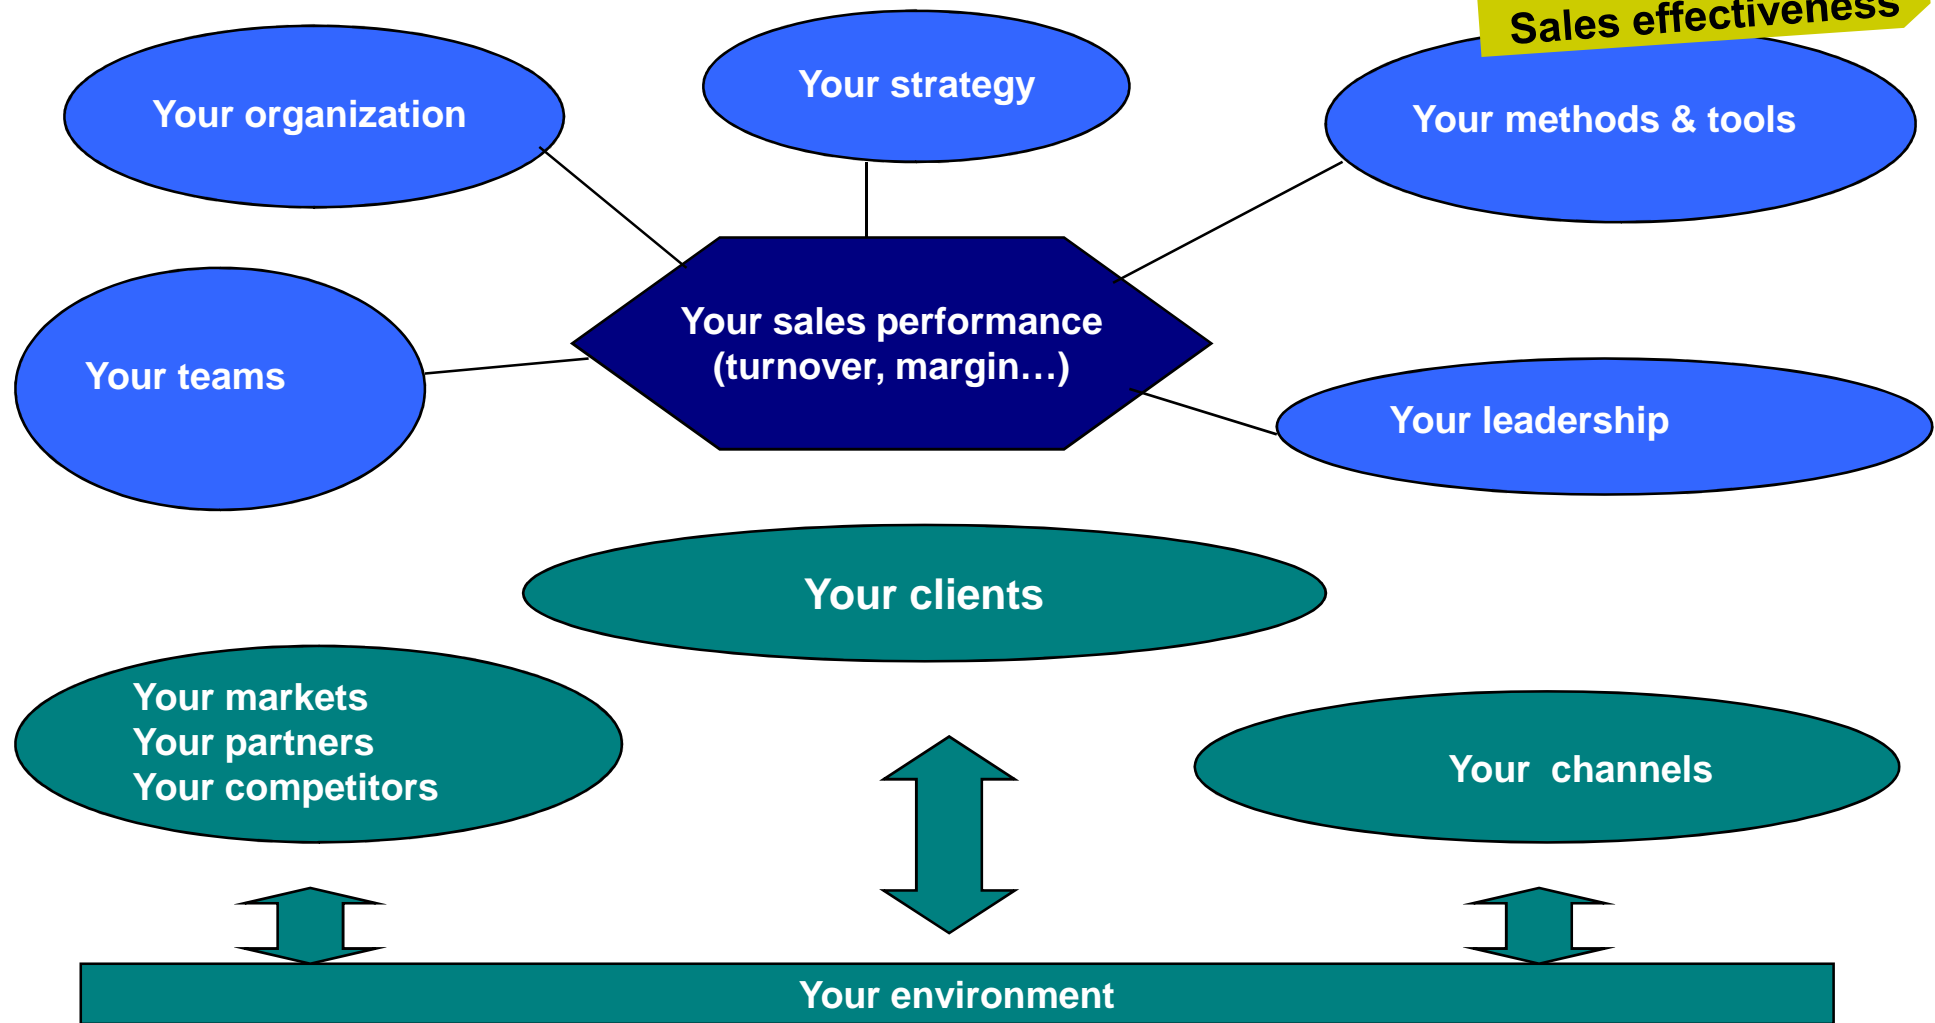 Sales effectiveness
Your organization
Your strategy
Your methods & tools
Your sales performance
(turnover, margin…)
Your teams
Your leadership
Your clients
Your markets
Your partners
Your competitors
Your channels
Your environment